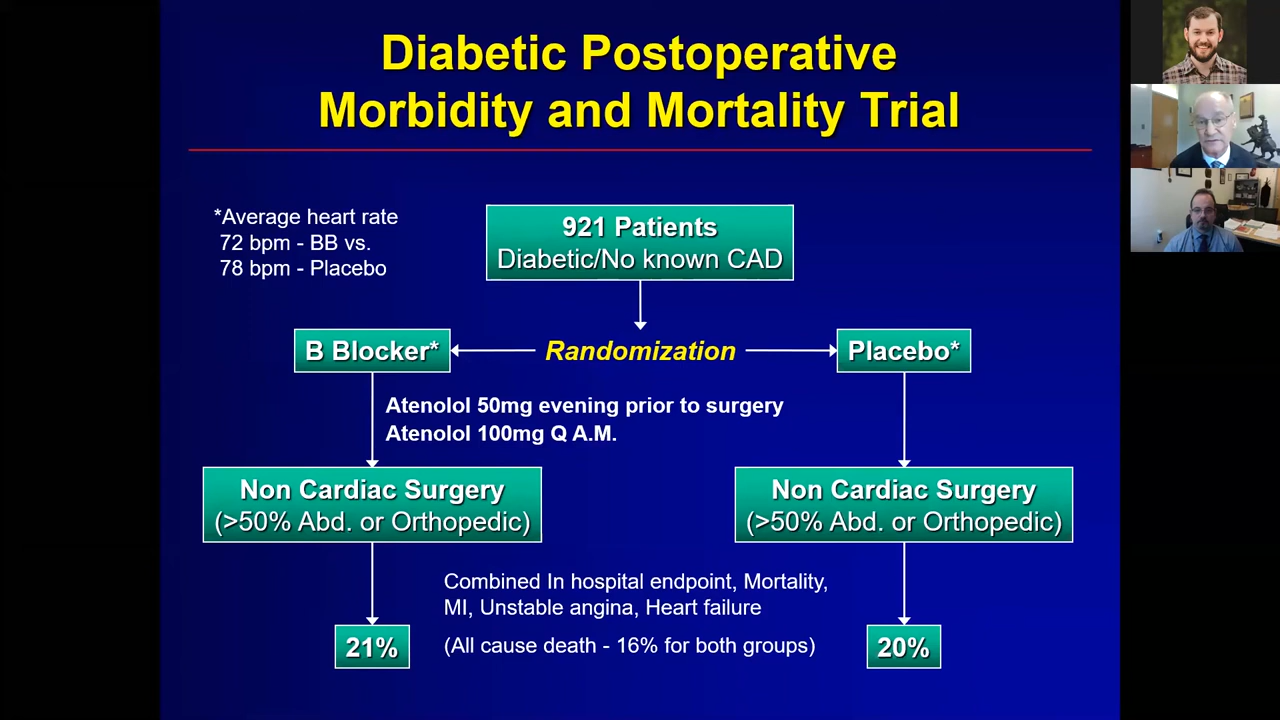 Diabetic Postoperative
Morbidity and Mortality Trial
*Average heart rate
72 bpm - BB vs.
78 bpm - Placebo
921 Patients
Diabetic/No known CAD
B Blocker*
Randomization
Placebo*
Atenolol 50mg evening prior to surgery
Atenolol 100mg Q A.M.
Non Cardiac Surgery
(>50% Abd. or Orthopedic)
Non Cardiac Surgery
(>50% Abd. or Orthopedic)
Combined In hospital endpoint, Mortality,
MI, Unstable angina, Heart failure
21%
(All cause death - 16% for both groups)
20%